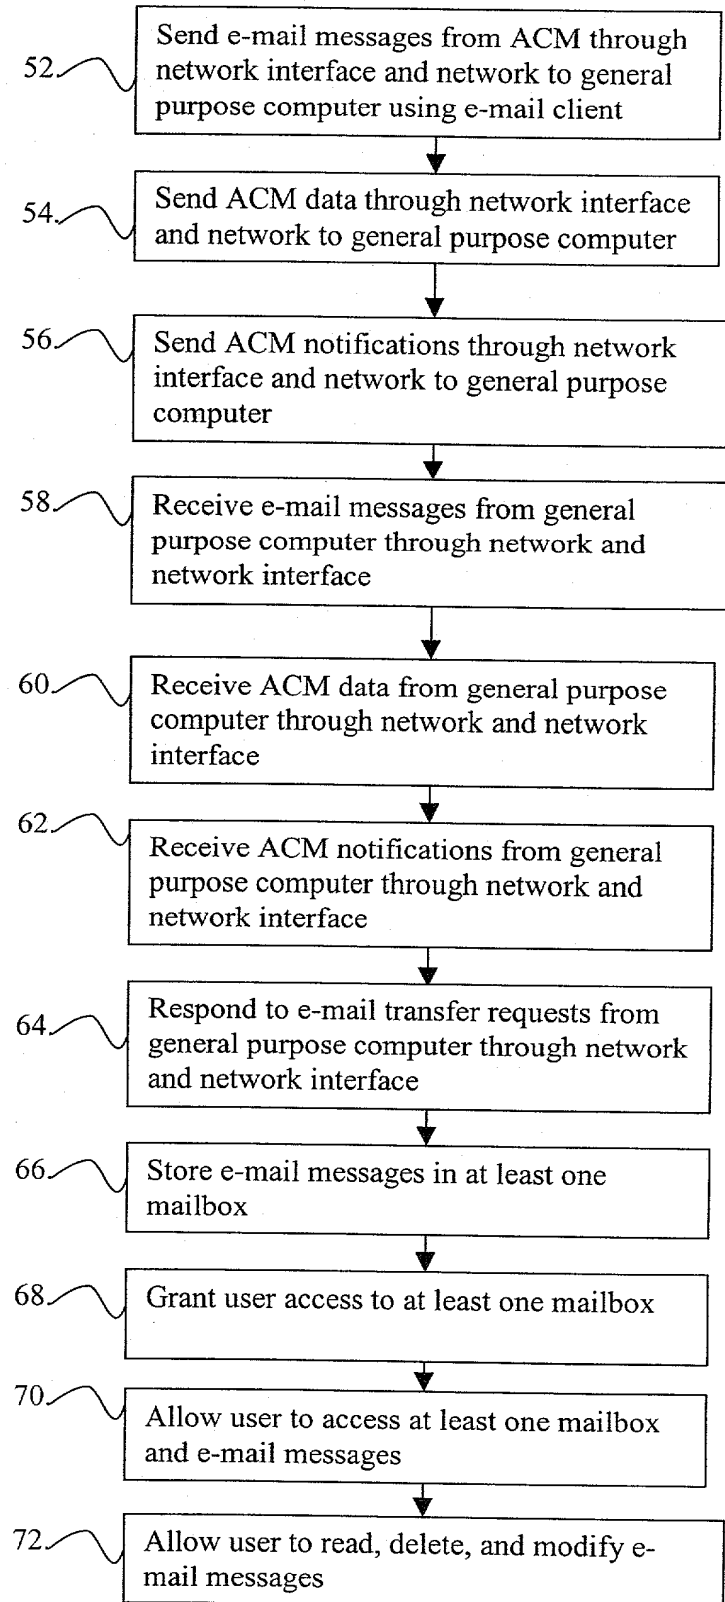 52
Send e-mail messages from ACM through
network interface and network to general
purpose computer using e-mail client
54
Send ACM data through network interface
and network to general purpose computer
56
Send ACM notifications through network
interface and network to general purpose
computer
58
Receive e-mail messages from general
purpose computer through network and
network interface
60
Receive ACM data from general purpose
computer through network and network
interface
62
Receive ACM notifications from general
purpose computer through network and
network interface
64
Respond to e-mail transfer requests from
general purpose computer through network
and network interface
66
Store e-mail messages in at least one
mailbox
68
Grant user access to at least one mailbox
70
Allow user to access at least one mailbox
and e-mail messages
72
Allow user to read, delete, and modify e-
mail messages